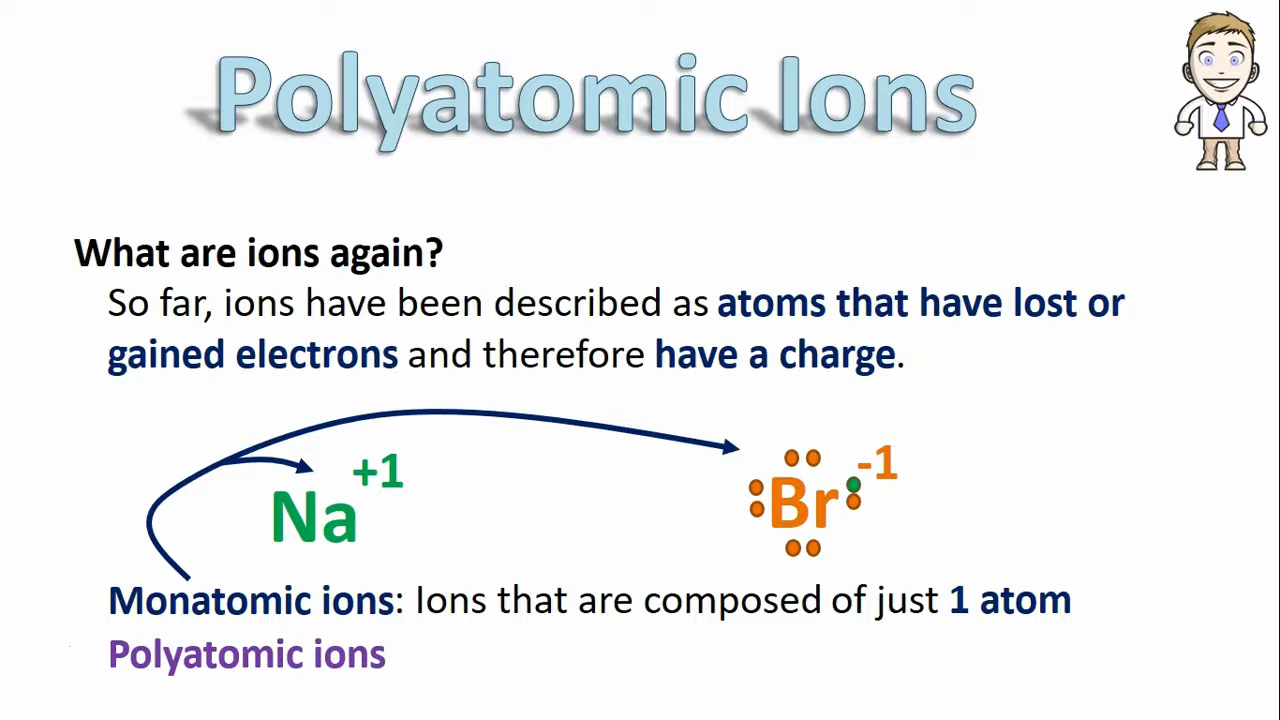 Polyatomic Ions
What are ions again?
So far, ions have been described as atoms that have lost or
gained electrons and therefore have a charge.
Na+1
Br-1
Monatomic ions: Ions that are composed of just 1 atom
Polyatomic ions